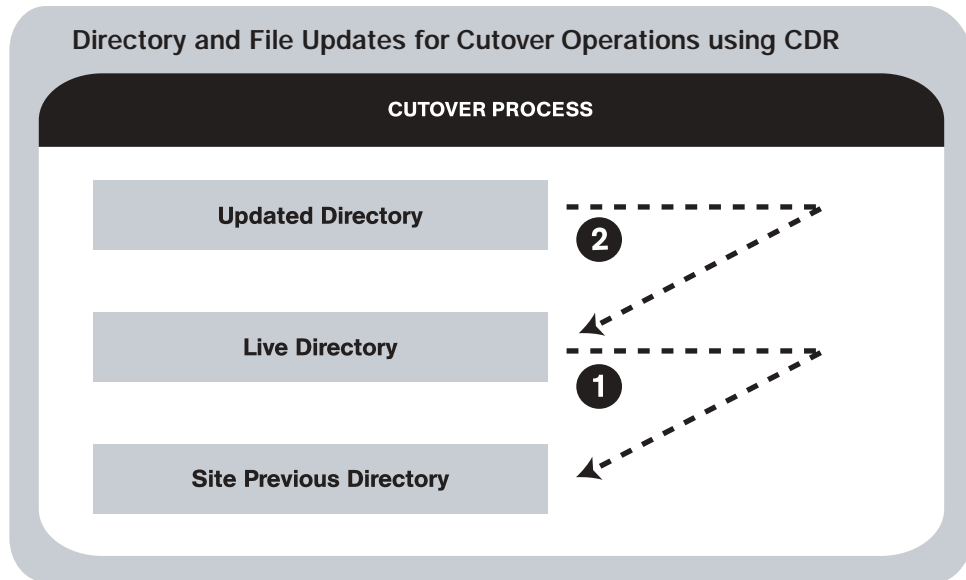 Directory and File Updates for Cutover Operations using CDR
CUTOVER PROCESS
Updated Directory
2
Live Directory
1
Site Previous Directory